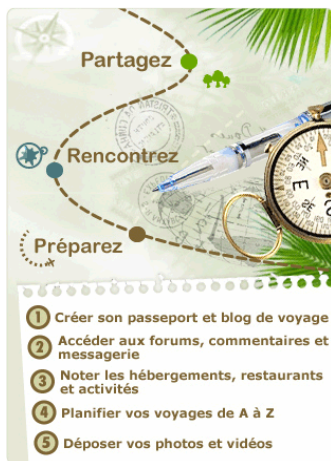 Partagez
Rencontrez
Préparez
1 Créer son passeport et blog de voyage
2 Accéder aux forums, commentaires et
messagerie
3 Noter les hébergements, restaurants
et activités
4 Planifier vos voyages de A à Z
5 Déposer vos photos et vidéos